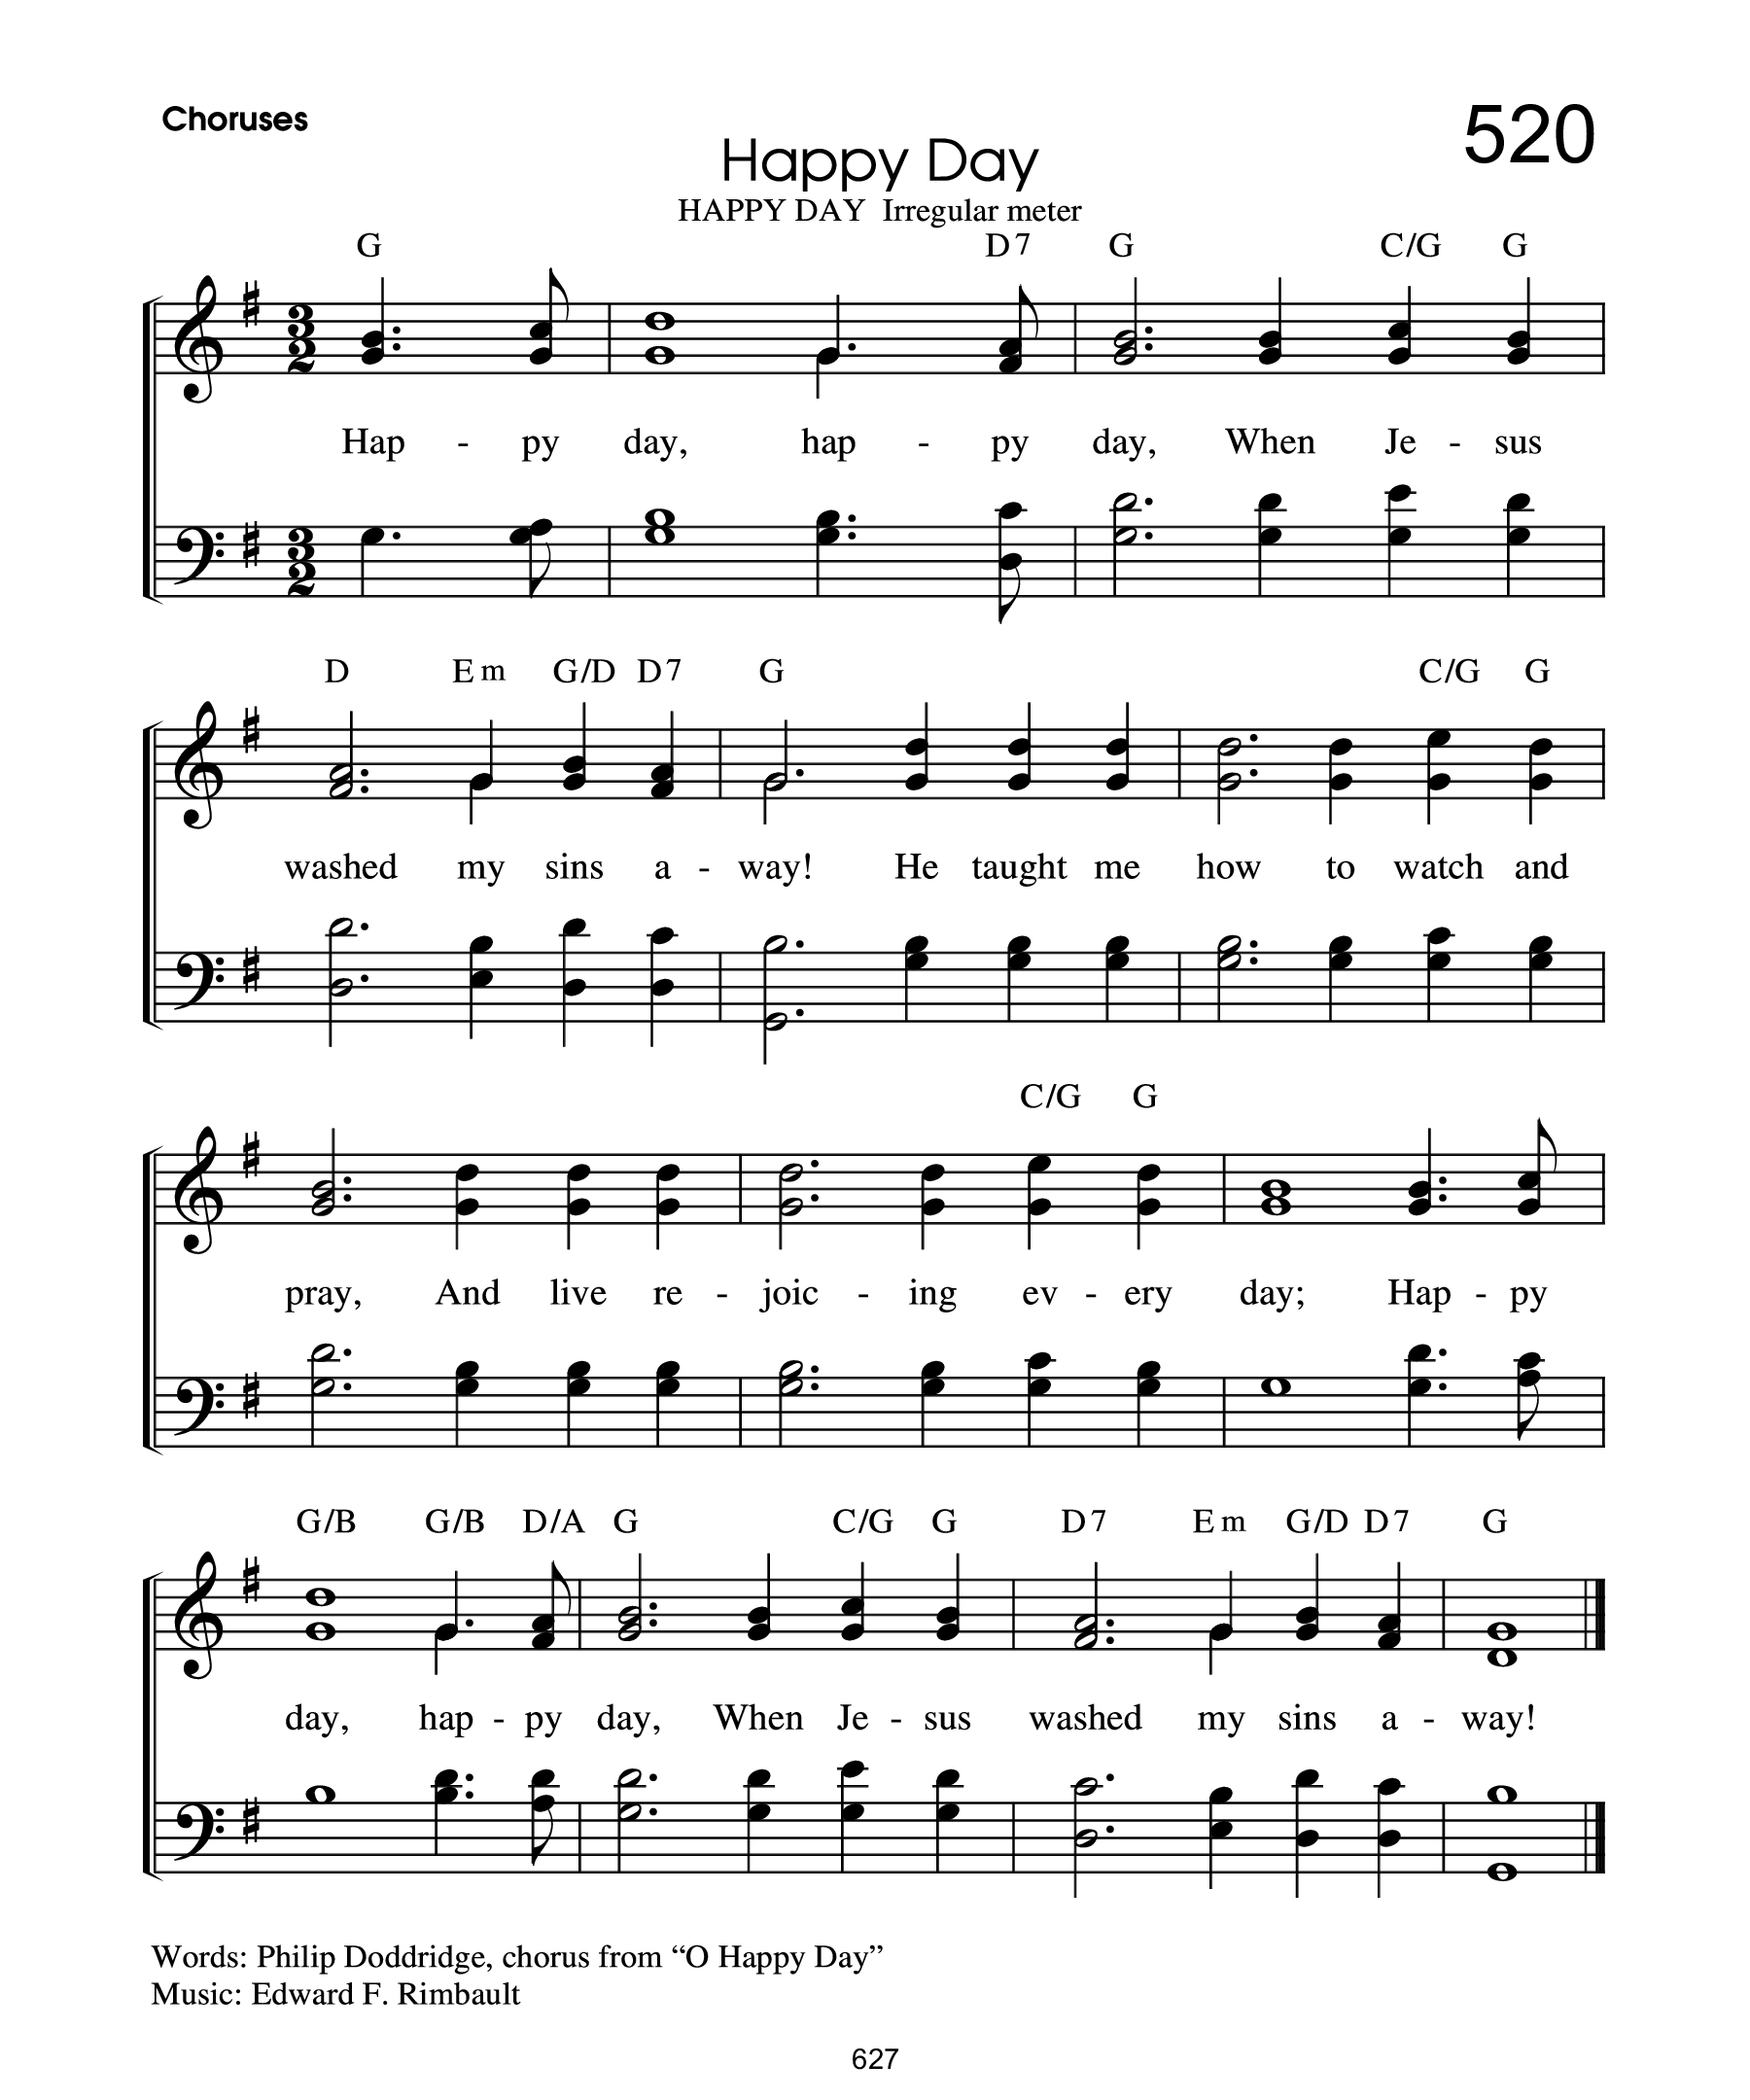 Choruses
520
Happy Day
HAPPY DAY  Irregular meter
G D7 G C/G G
3 2
Hap - py day, hap - py day, When Je - sus
3 2
D Em G/D D7 G C/G G
washed my sins a - way! He taught me how to watch and
C/G G
pray, And live re - joic - ing ev - ery day; Hap - py
G/B G/B D/A G C/G G D7 Em G/D D7 G
day, hap - py day, When Je - sus washed my sins a - way!
Words: Philip Doddridge, chorus from “O Happy Day”
Music: Edward F. Rimbault
627